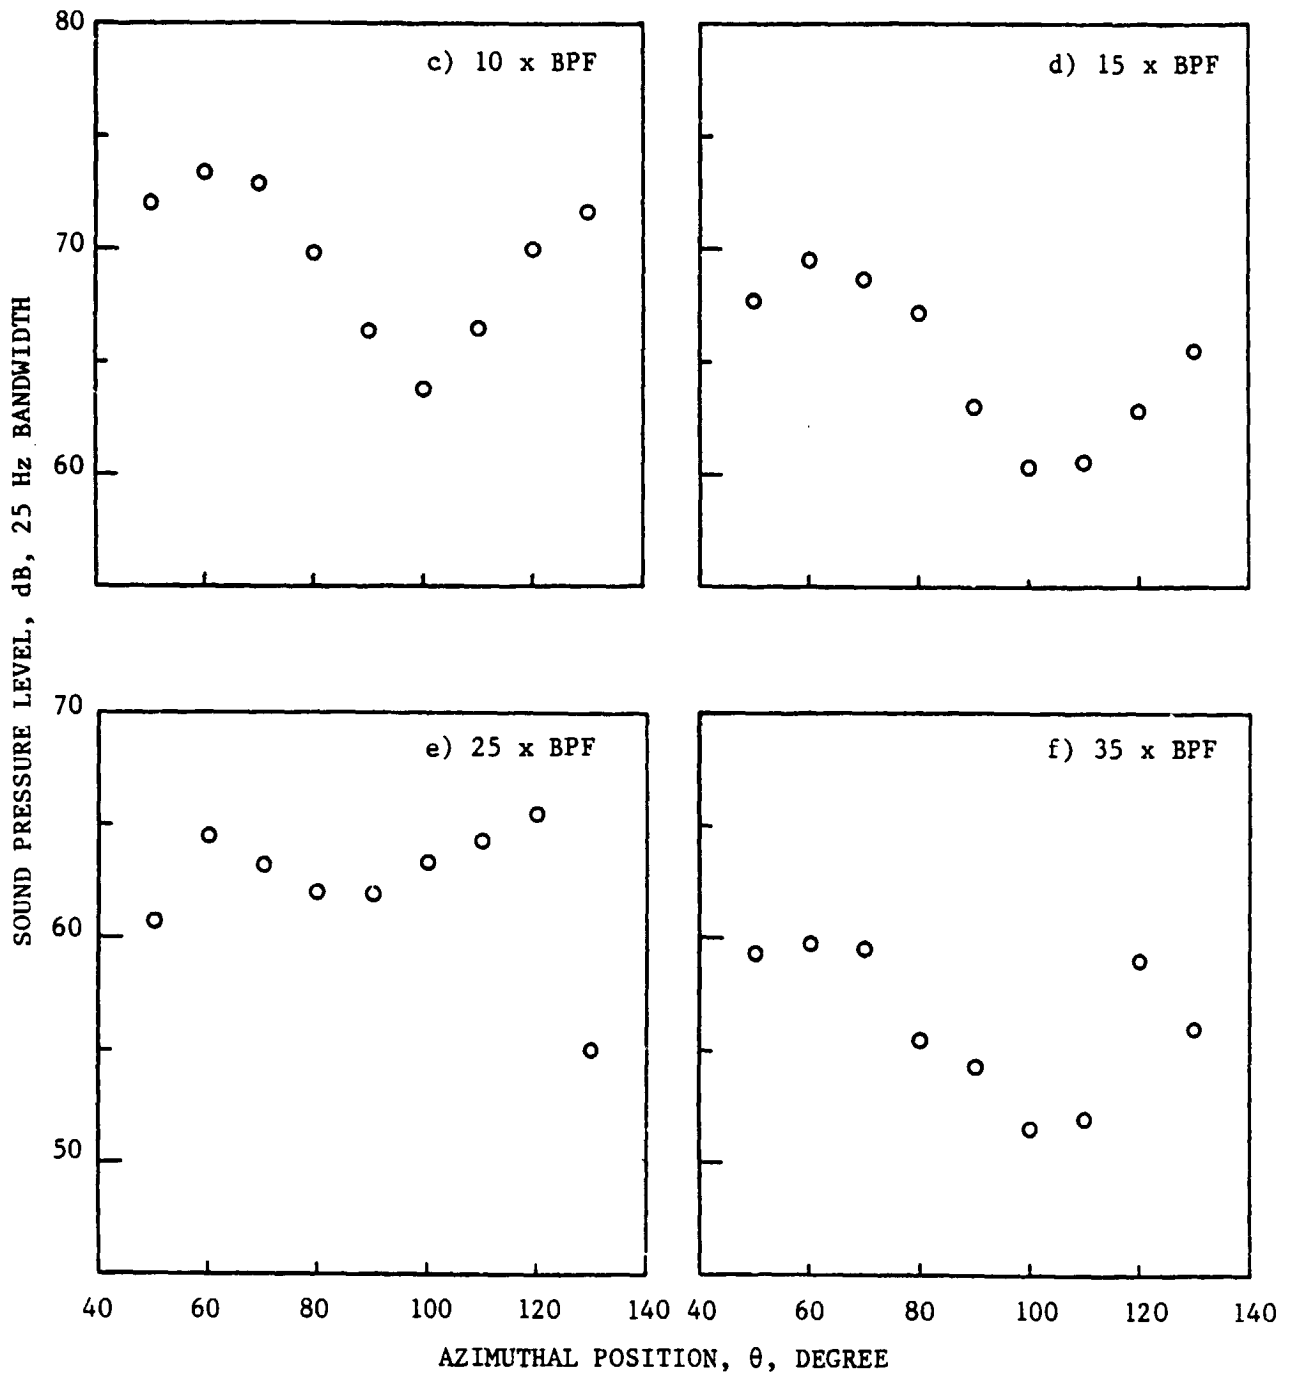 80
c) 10 x BPF
d) 15 x BPF
70
60
SOUND PRESSURE LEVEL, dB, 25 Hz BANDWIDTH
70
e) 25 x BPF
f) 35 x BPF
60
50
40 60 80 100 120 140 40 60 80 100 120 140
AZIMUTHAL POSITION, θ, DEGREE